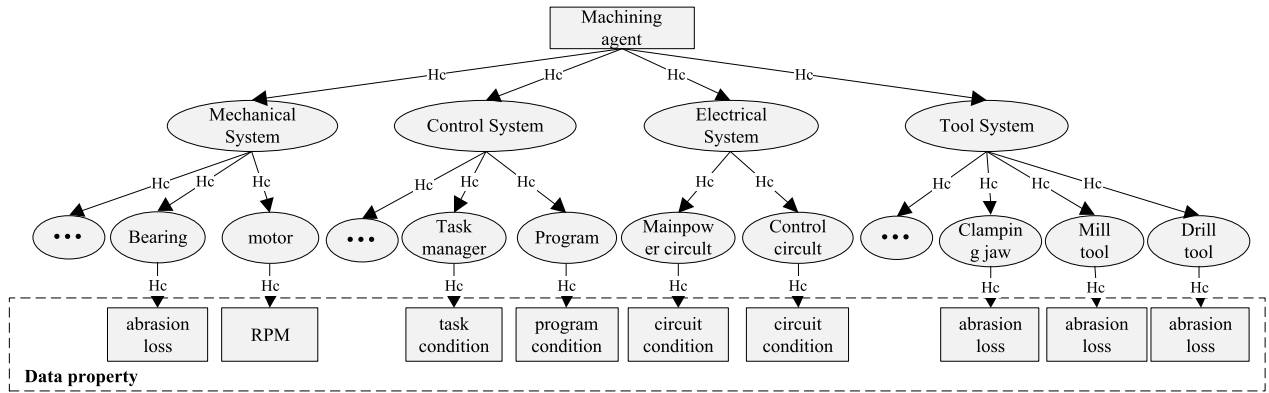 Machining
agent
Hc
Hc
Hc
Hc
Mechanical
System
Control System
Electrical
System
Tool System
Hc
Hc
Hc
Hc
Hc
Hc
Hc
Hc
Hc
Hc
Hc
Hc
•••
Bearing
motor
•••
Task
manager
Program
Mainpow
er circult
Control
circult
•••
Clampin
g jaw
Mill
tool
Drill
tool
Hc
Hc
Hc
Hc
Hc
Hc
Hc
Hc
Hc
abrasion
loss
RPM
task
condition
program
condition
circuit
condition
circuit
condition
abrasion
loss
abrasion
loss
abrasion
loss
Data property